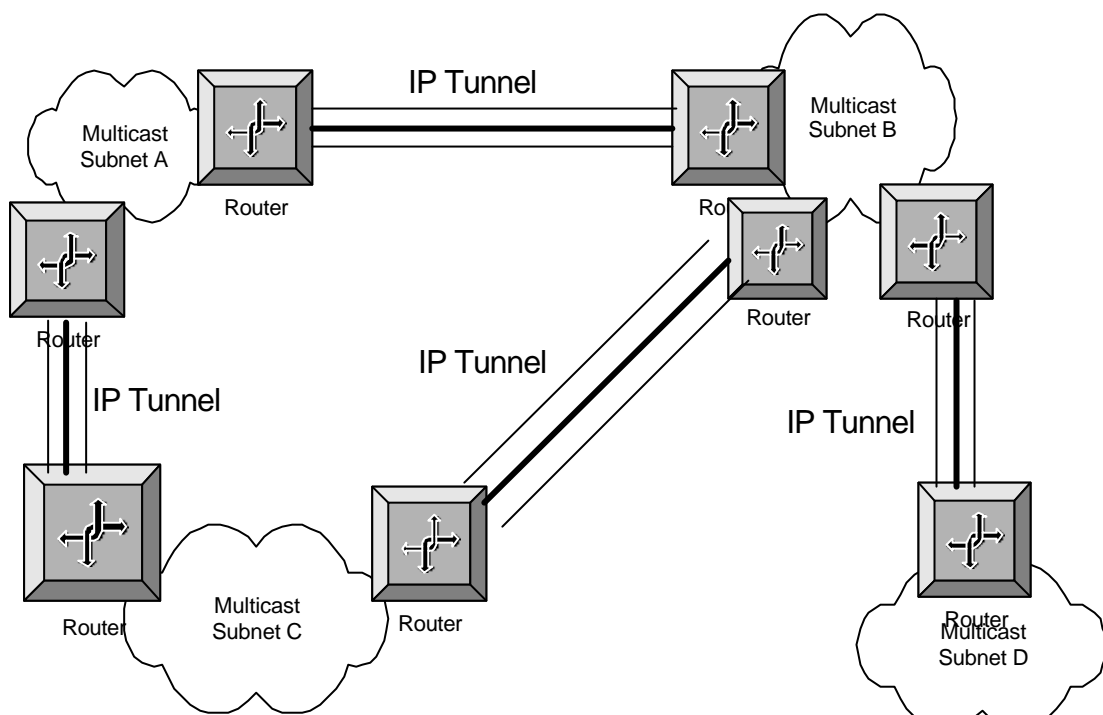 IP Tunnel
Multicast
Subnet A
Multicast
Subnet B
Router
Ro
Router
Router
Router
IP Tunnel
IP Tunnel
IP Tunnel
Multicast
Subnet C
Router
Router
Router
Multicast
Subnet D